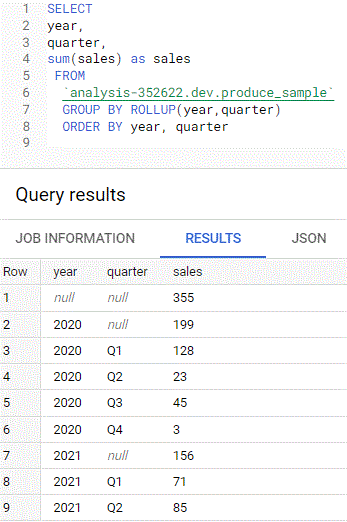 1 SELECT
2 year,
3 quarter,
4 sum(sales) as sales
5 FROM
6 `analysis-352622.dev.produce_sample`
7 GROUP BY ROLLUP(year,quarter)
8 ORDER BY year, quarter
9
Query results
JOB INFORMATION RESULTS JSON
Row year quarter sales
1 null null 355
2 2020 null 199
3 2020 Q1 128
4 2020 Q2 23
5 2020 Q3 45
6 2020 Q4 3
7 2021 null 156
8 2021 Q1 71
9 2021 Q2 85